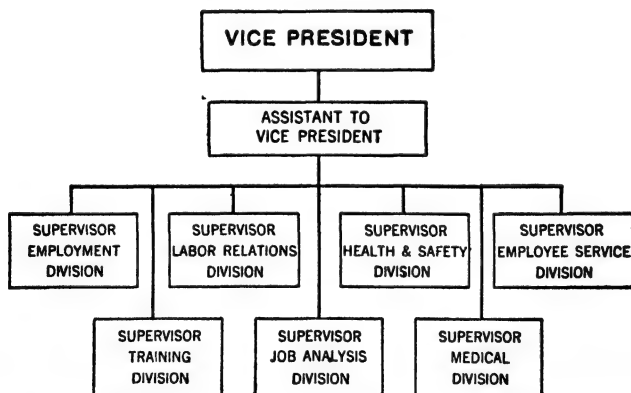 VICE PRESIDENT
ASSISTANT TO
VICE PRESIDENT
SUPERVISOR
EMPLOYMENT
DIVISION
SUPERVISOR
LABOR RELATIONS
DIVISION
SUPERVISOR
HEALTH & SAFETY
DIVISION
SUPERVISOR
EMPLOYEE SERVICE
DIVISION
SUPERVISOR
TRAINING
DIVISION
SUPERVISOR
JOB ANALYSIS
DIVISION
SUPERVISOR
MEDICAL
DIVISION